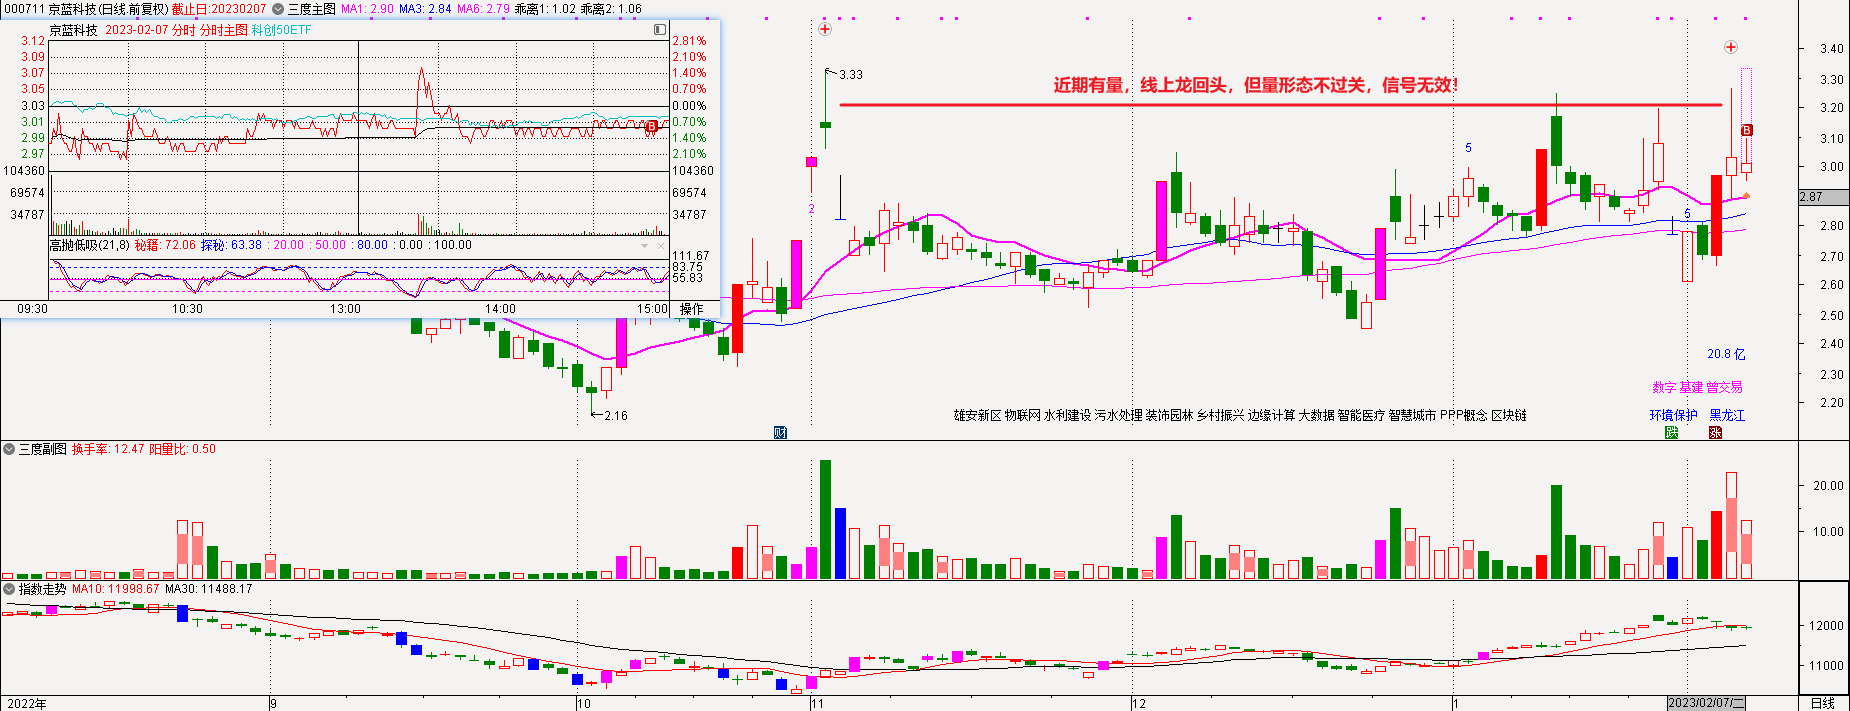 000711 京蓝科技(日线.前复权) 截止日:20230207 三度主图 MA1: 2.90 MA3: 2.84 MA6: 2.79 乖离1: 1.02 乖离2: 1.06
京蓝科技 2023-02-07 分时 分时主图 科创50ETF
3.12 2.81%
3.09 2.10%
3.07 1.40%
3.05 0.70%
3.03 0.00%
3.01 0.70%
2.99 1.40%
2.97 2.10%
B
104360 104360
69574 69574
34787 34787
高抛低吸(21,8) 秘籍: 72.06 探秘: 63.38 : 20.00 : 50.00 : 80.00 : 0.00 : 100.00
111.67
83.75
55.83
09:30 10:30 13:00 14:00 15:00 操作
3.33
近期有量，线上龙回头，但量形态不过关，信号无效!
2
5
5
B
2.16
3.40
3.30
3.20
3.10
3.00
2.87
2.80
2.70
2.60
2.50
2.40
2.30
2.20
20.8 亿
数字 基建 曾交易
雄安新区 物联网 水利建设 污水处理 装饰园林 乡村振兴 边缘计算 大数据 智能医疗 智慧城市 PPP概念 区块链
环境保护 黑龙江
财 跌 涨
三度副图 换手率: 12.47 阳量比: 0.50
20.00
10.00
指数走势 MA10: 11998.67 MA30: 11488.17
12000
11000
2022年 9 10 11 12 1 2023/02/07/二 日线